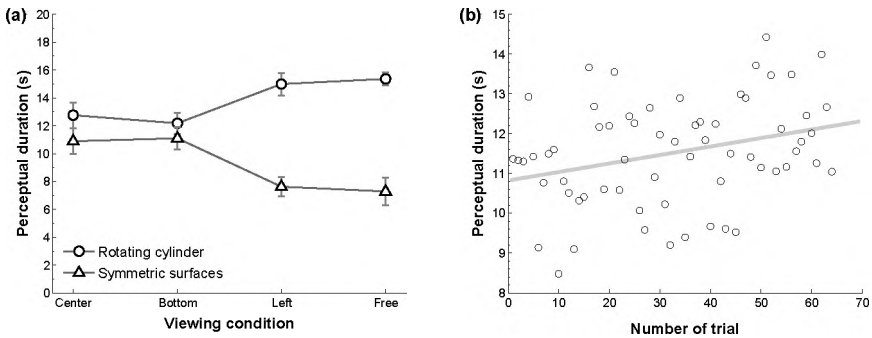 (a)
20
18
16
14
12
10
8
6
4
2
0
Perceptual duration (s)
Rotating cylinder
Symmetric surfaces
Center Bottom Left Free
Viewing condition
(b)
15
14
13
12
11
10
9
8
Perceptual duration (s)
0 10 20 30 40 50 60 70
Number of trial